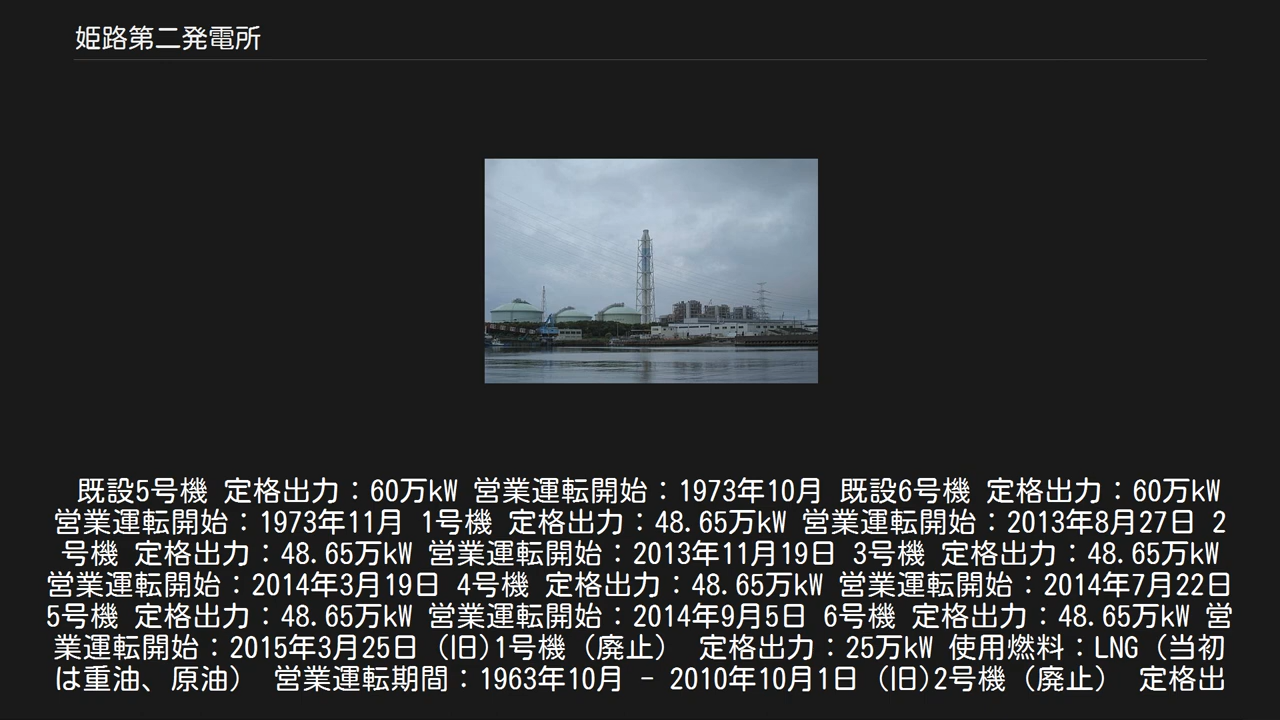 姫路第二発電所
既設5号機 定格出力：60万kW 営業運転開始：1973年10月 既設6号機 定格出力：60万kW
営業運転開始：1973年11月 1号機 定格出力：48.65万kW 営業運転開始：2013年8月27日 2
号機 定格出力：48.65万kW 営業運転開始：2013年11月19日 3号機 定格出力：48.65万kW
営業運転開始：2014年3月19日 4号機 定格出力：48.65万kW 営業運転開始：2014年7月22日
5号機 定格出力：48.65万kW 営業運転開始：2014年9月5日 6号機 定格出力：48.65万kW 営
業運転開始：2015年3月25日 (旧)1号機（廃止） 定格出力：25万kW 使用燃料：LNG（当初
は重油、原油） 営業運転期間：1963年10月 - 2010年10月1日 (旧)2号機（廃止） 定格出